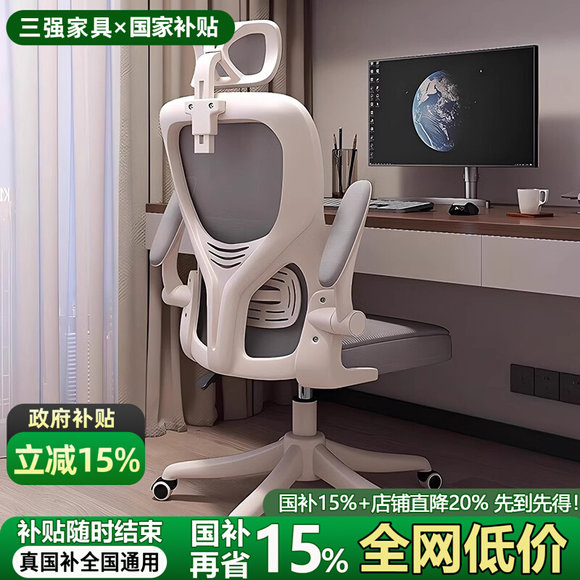 三强家具×国家补贴
政府补贴
立减15%
国补15%+店铺直降20% 先到先得!
补贴随时结束
真国补全国通用
国补
再省
15%
全网低价